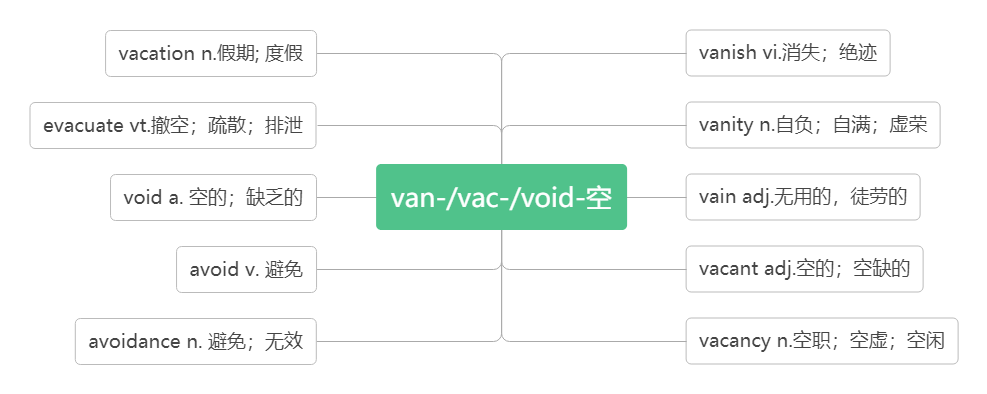 vacation n.假期; 度假
evacuate vt.撤空；疏散；排泄
void a. 空的；缺乏的
avoid v. 避免
avoidance n. 避免；无效
van-/vac-/void-空
vanish vi.消失；绝迹
vanity n.自负；自满；虚荣
vain adj.无用的，徒劳的
vacant adj.空的；空缺的
vacancy n.空职；空虚；空闲